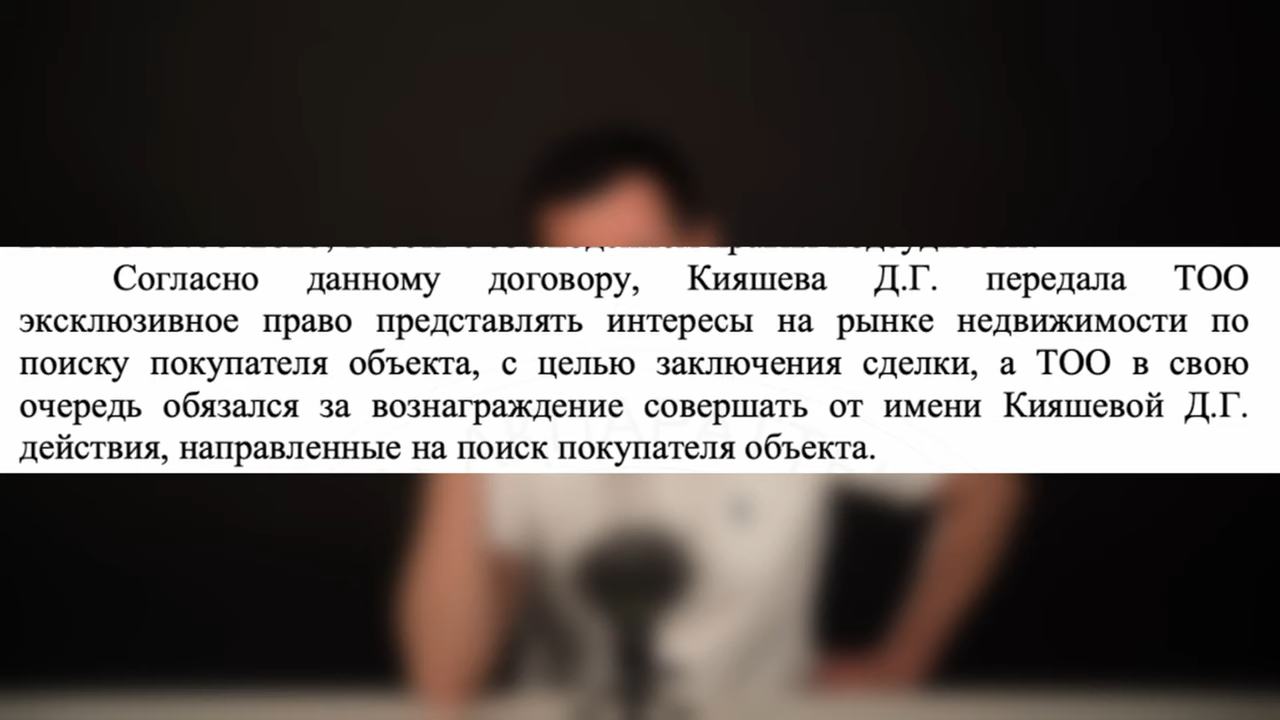 Согласно данному договору, Кияшева Д.Г. передала ТОО
эксклюзивное право представлять интересы на рынке недвижимости по
поиску покупателя объекта, с целью заключения сделки, а ТОО в свою
очередь обязался за вознаграждение совершать от имени Кияшевой Д.Г.
действия, направленные на поиск покупателя объекта.